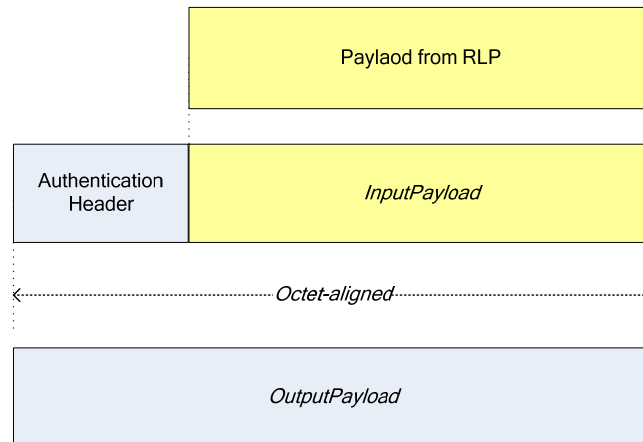 Paylaod from RLP
Authentication
Header
InputPayload
Octet-aligned
OutputPayload